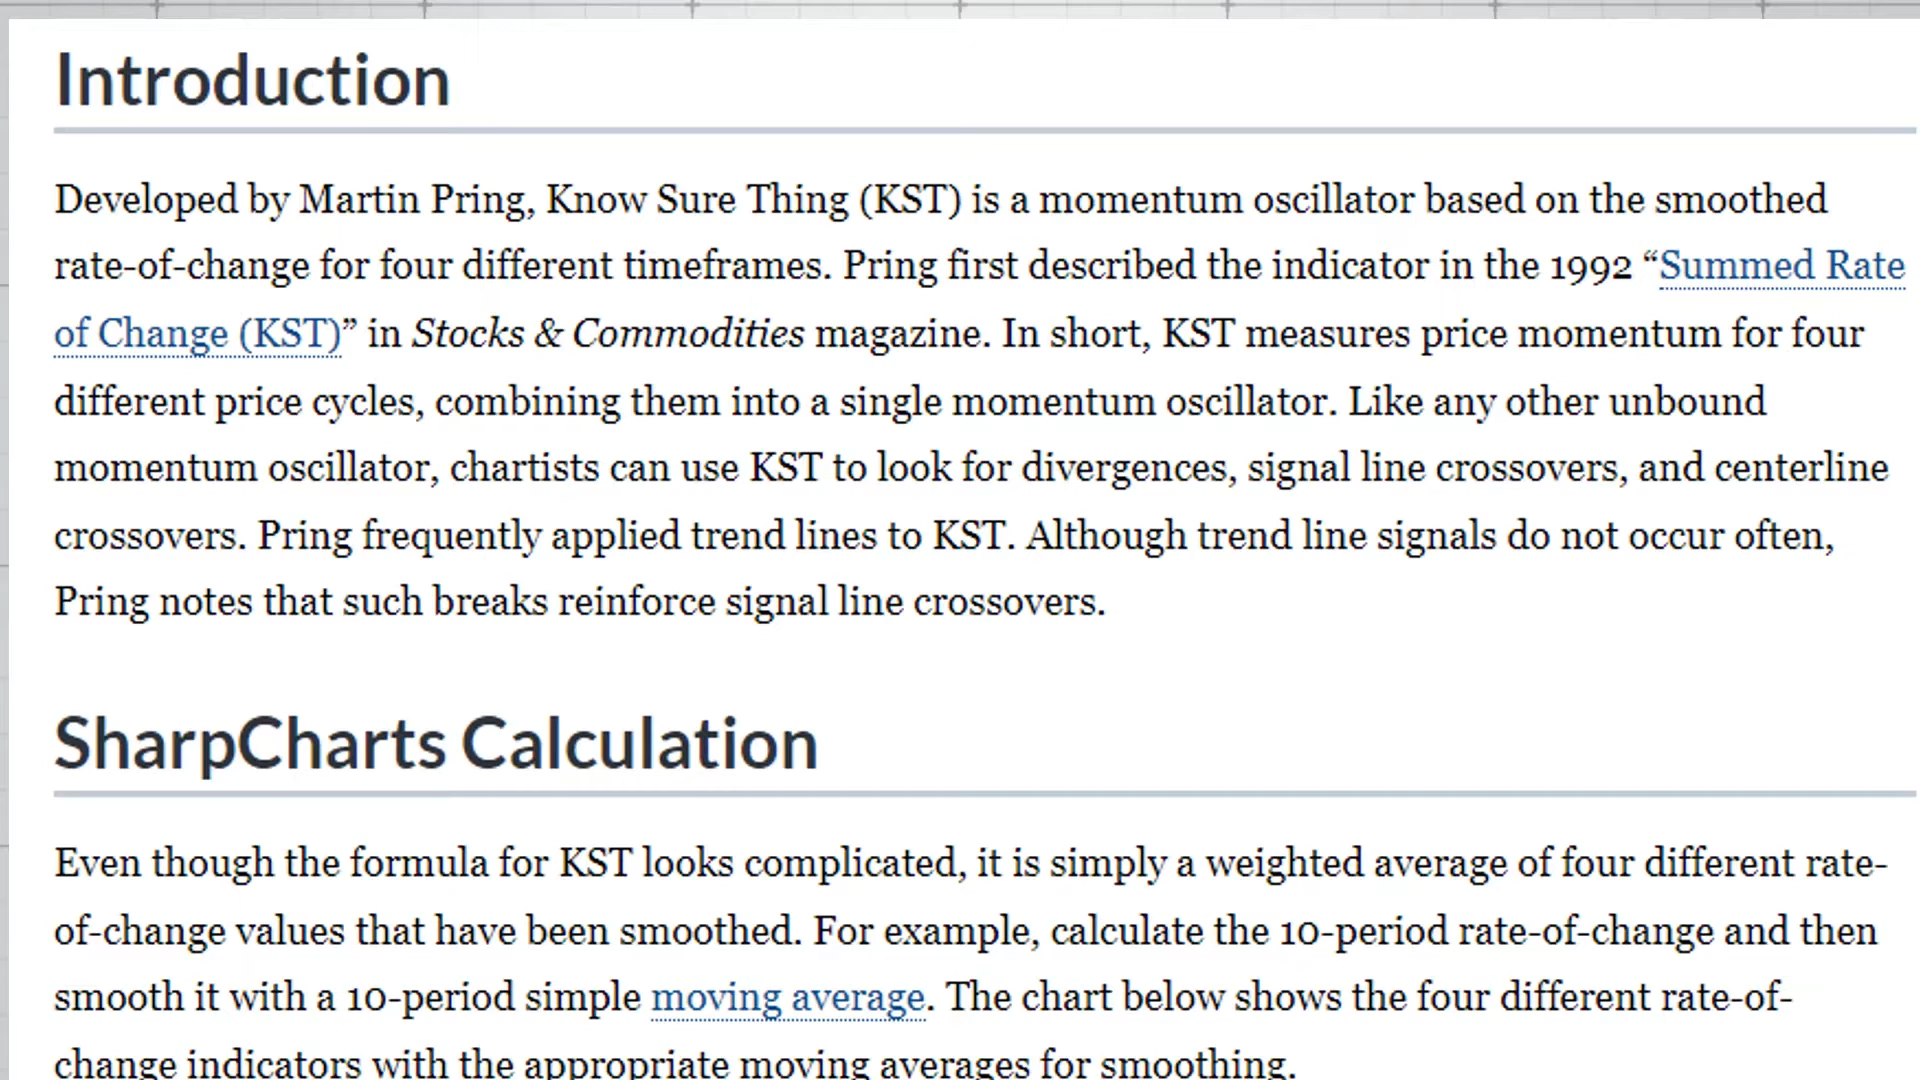 Introduction
Developed by Martin Pring, Know Sure Thing (KST) is a momentum oscillator based on the smoothed
rate-of-change for four different timeframes. Pring first described the indicator in the 1992 “Summed Rate
of Change (KST)” in Stocks & Commodities magazine. In short, KST measures price momentum for four
different price cycles, combining them into a single momentum oscillator. Like any other unbound
momentum oscillator, chartists can use KST to look for divergences, signal line crossovers, and centerline
crossovers. Pring frequently applied trend lines to KST. Although trend line signals do not occur often,
Pring notes that such breaks reinforce signal line crossovers.
SharpCharts Calculation
Even though the formula for KST looks complicated, it is simply a weighted average of four different rate-
of-change values that have been smoothed. For example, calculate the 10-period rate-of-change and then
smooth it with a 10-period simple moving average. The chart below shows the four different rate-of-
change indicators with the appropriate moving averages for smoothing.